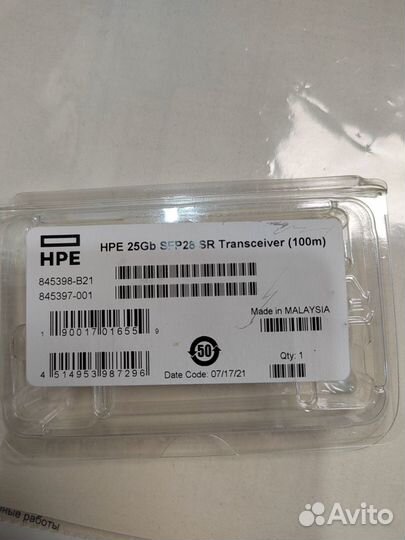 HPE 25Gb SFP28 SR Transceiver (100m)
HPE
845398-B21
845397-001
Made in MALAYSIA
1 90017 01655 9
50
Qty: 1
4 514953 987296
Date Code: 07/17/21
ные работы
Avito